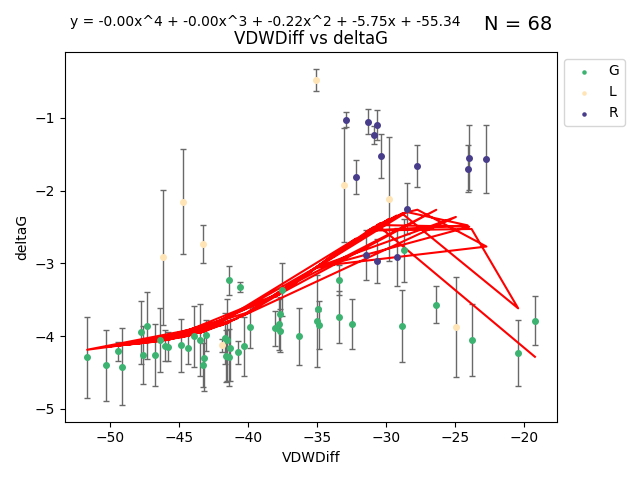 y = -0.00x^4 + -0.00x^3 + -0.22x^2 + -5.75x + -55.34
N = 68
VDWDiff vs deltaG
G
L
R
−1
−2
−3
−4
−5
deltaG
−50
−45
−40
−35
−30
−25
−20
VDWDiff